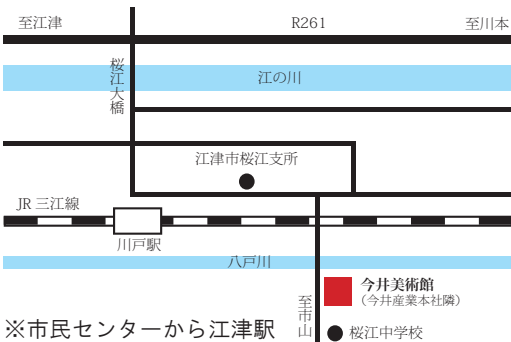 至江津
R261
至川本
桜江大橋
江の川
江津市桜江支所
JR 三江線
川戸駅
八戸川
今井美術館
（今井産業本社隣）
至市山
桜江中学校
※市民センターから江津駅